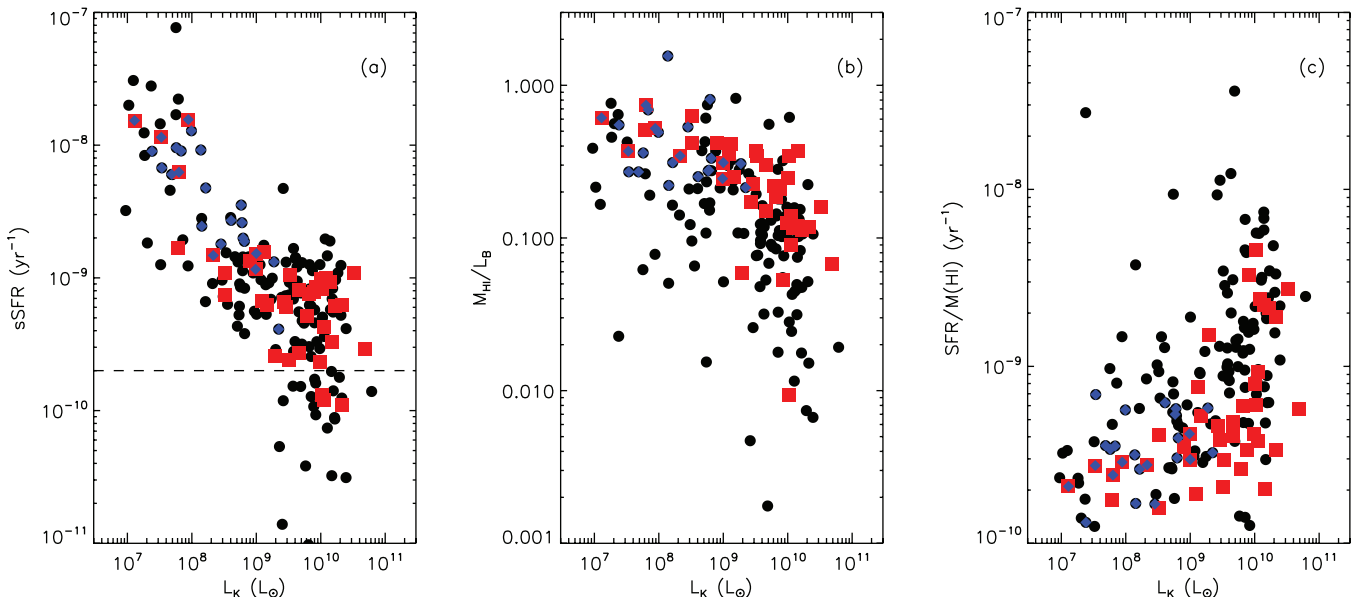 (a)
sSFR (yr⁻¹)
10⁻⁷
10⁻⁸
10⁻⁹
10⁻¹⁰
10⁻¹¹
10⁷ 10⁸ 10⁹ 10¹⁰ 10¹¹
L_K (L_⊙)
(b)
M_HI/L_B
1.000
0.100
0.010
0.001
10⁷ 10⁸ 10⁹ 10¹⁰ 10¹¹
L_K (L_⊙)
(c)
SFR/M(HI) (yr⁻¹)
10⁻⁷
10⁻⁸
10⁻⁹
10⁻¹⁰
10⁷ 10⁸ 10⁹ 10¹⁰ 10¹¹
L_K (L_⊙)